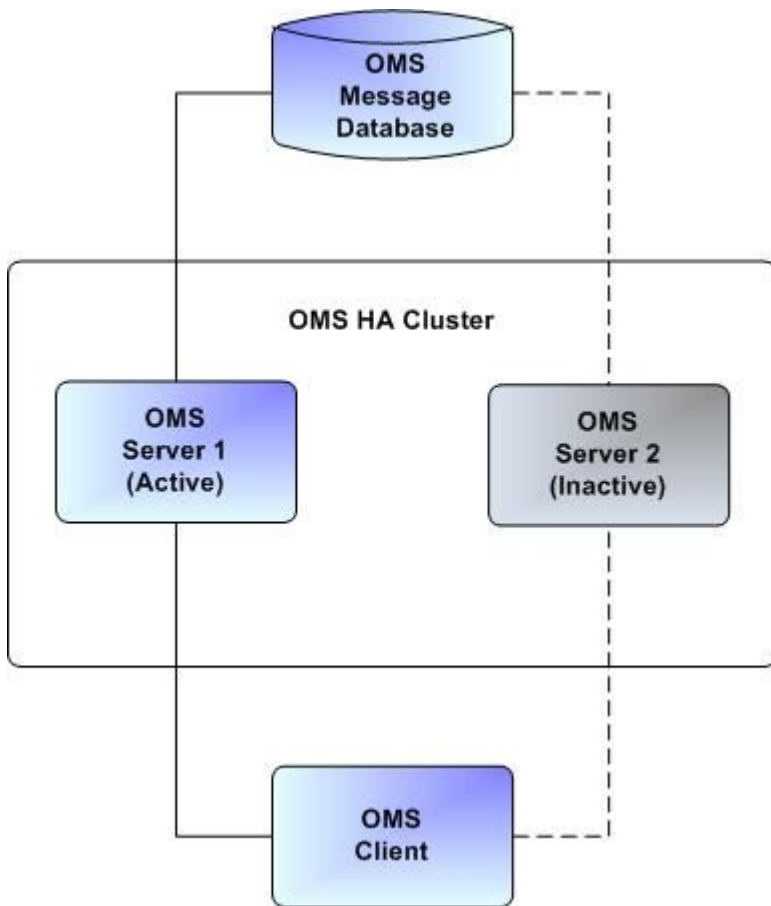 OMS
Message
Database
OMS HA Cluster
OMS
Server 1
(Active)
OMS
Server 2
(Inactive)
OMS
Client